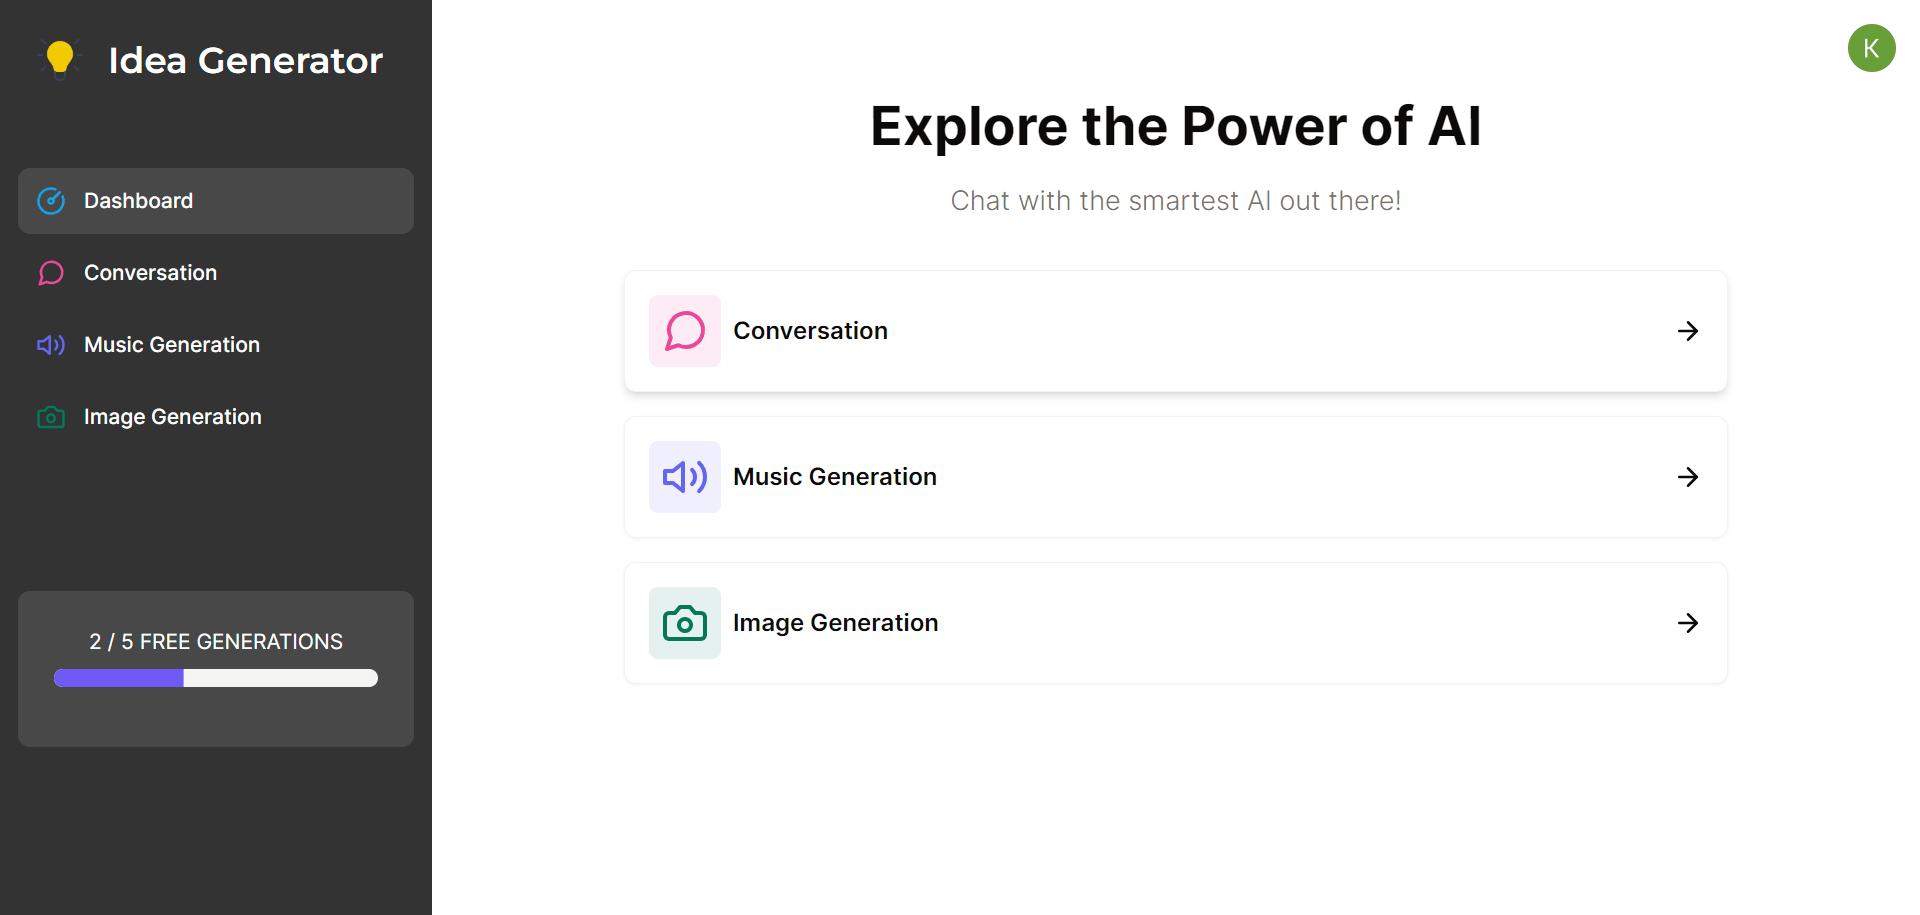 Idea Generator
Dashboard
Conversation
Music Generation
Image Generation
2 / 5 FREE GENERATIONS
K
Explore the Power of AI
Chat with the smartest AI out there!
Conversation
Music Generation
Image Generation